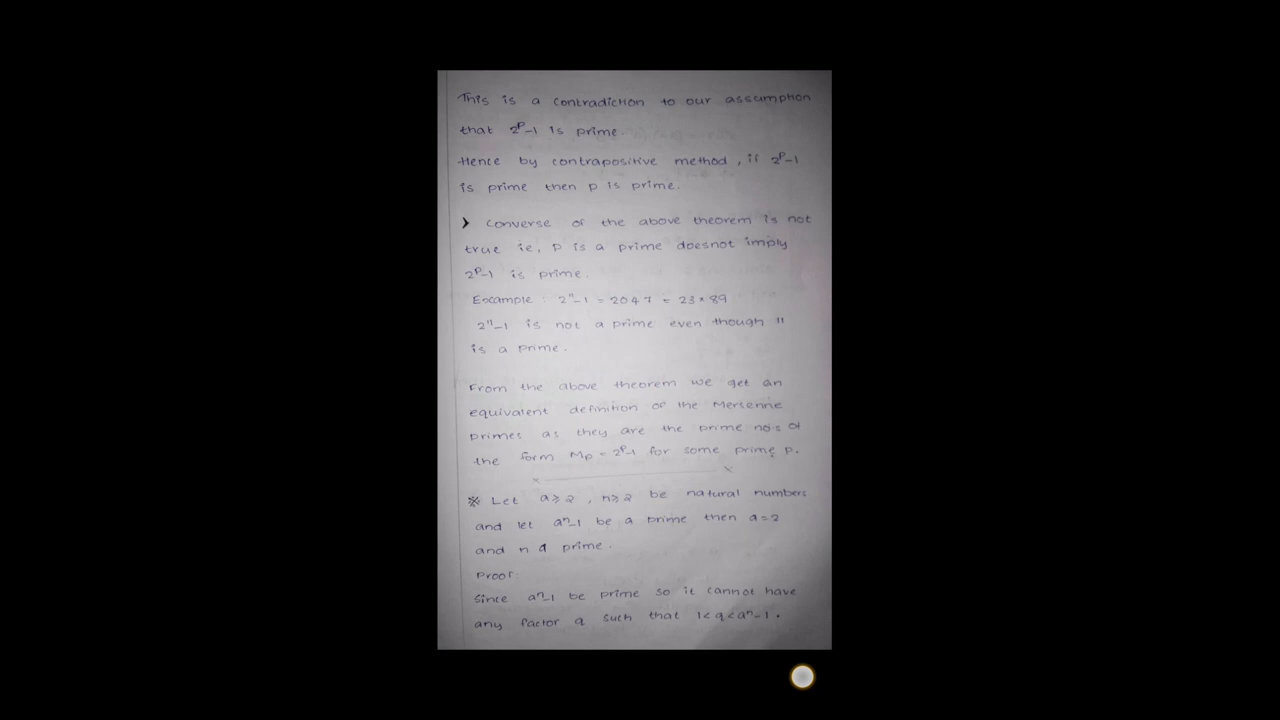 This is a contradiction to our assumption
that 2ᴾ-1 is prime.
Hence by contrapositive method, if 2ᴾ-1
is prime then p is prime.
➤ Converse of the above theorem is not
true ie, p is a prime doesnot imply
2ᴾ-1 is prime.
Example : 2¹¹-1 = 2047 = 23 * 89
2¹¹-1 is not a prime even though 11
is a prime.
From the above theorem we get an
equivalent definition of the Mersenne
primes as they are the prime no.s of
the form Mp = 2ᴾ-1 for some prime p.
x x
※ Let a ≥ 2 , n ≥ 2 be natural numbers
and let aⁿ-1 be a prime then a = 2
and n a prime.
Proof:
Since aⁿ-1 be prime so it cannot have
any factor q such that 1 < q < aⁿ-1.